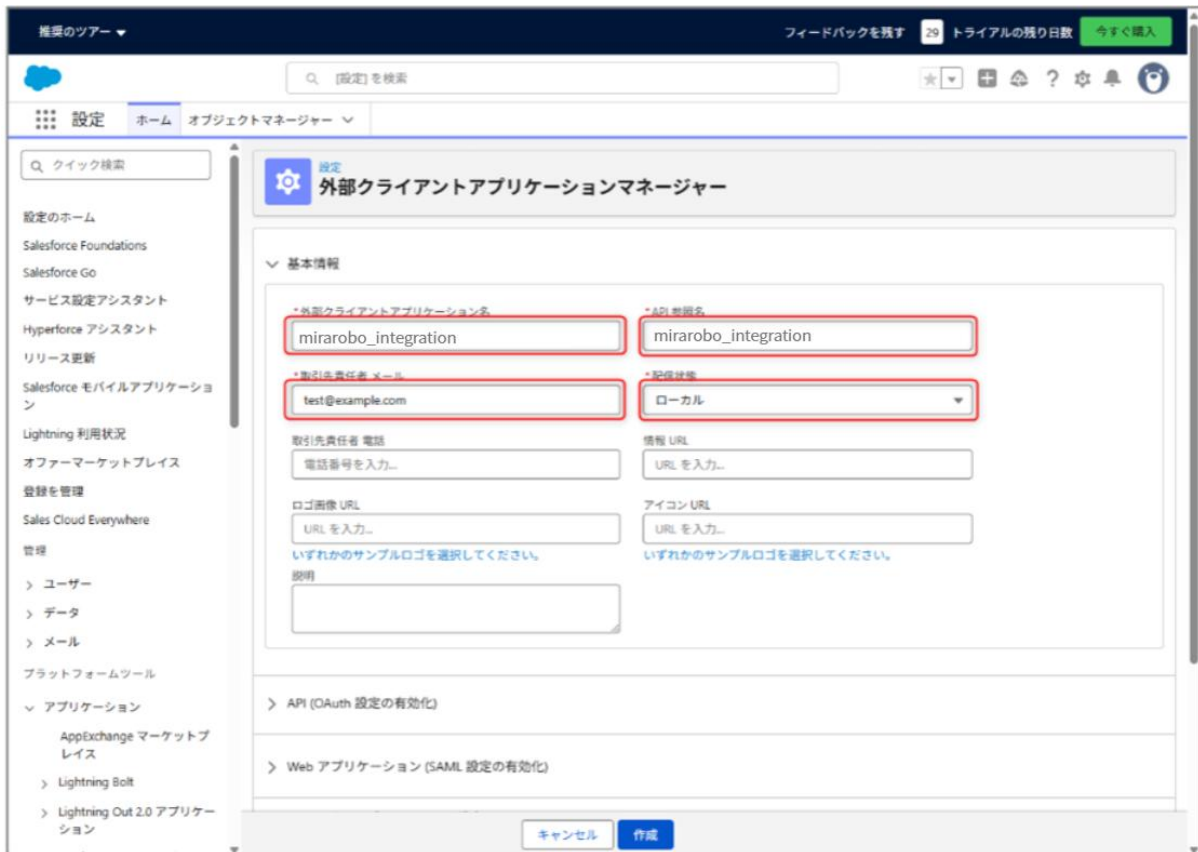 推奨のツアー
フィードバックを残す 29 トライアルの残り日数 今すぐ購入
[設定] を検索
設定 ホーム オブジェクトマネージャー
クイック検索
設定のホーム
Salesforce Foundations
Salesforce Go
サービス設定アシスタント
Hyperforce アシスタント
リリース更新
Salesforce モバイルアプリケーショ
ン
Lightning 利用状況
オファーマーケットプレイス
登録を管理
Sales Cloud Everywhere
管理
ユーザー
データ
メール
プラットフォームツール
アプリケーション
AppExchange マーケットプ
レイス
Lightning Bolt
Lightning Out 2.0 アプリケー
ション
設定
外部クライアントアプリケーションマネージャー
基本情報
*外部クライアントアプリケーション名
mirarobo_integration
*API 参照名
mirarobo_integration
*取引先責任者 メール
test@example.com
*配信状態
ローカル
取引先責任者 電話
電話番号を入力...
情報 URL
URL を入力...
ロゴ画像 URL
URL を入力...
いずれかのサンプルロゴを選択してください。
アイコン URL
URL を入力...
いずれかのサンプルロゴを選択してください。
説明
API (OAuth 設定の有効化)
Web アプリケーション (SAML 設定の有効化)
キャンセル 作成